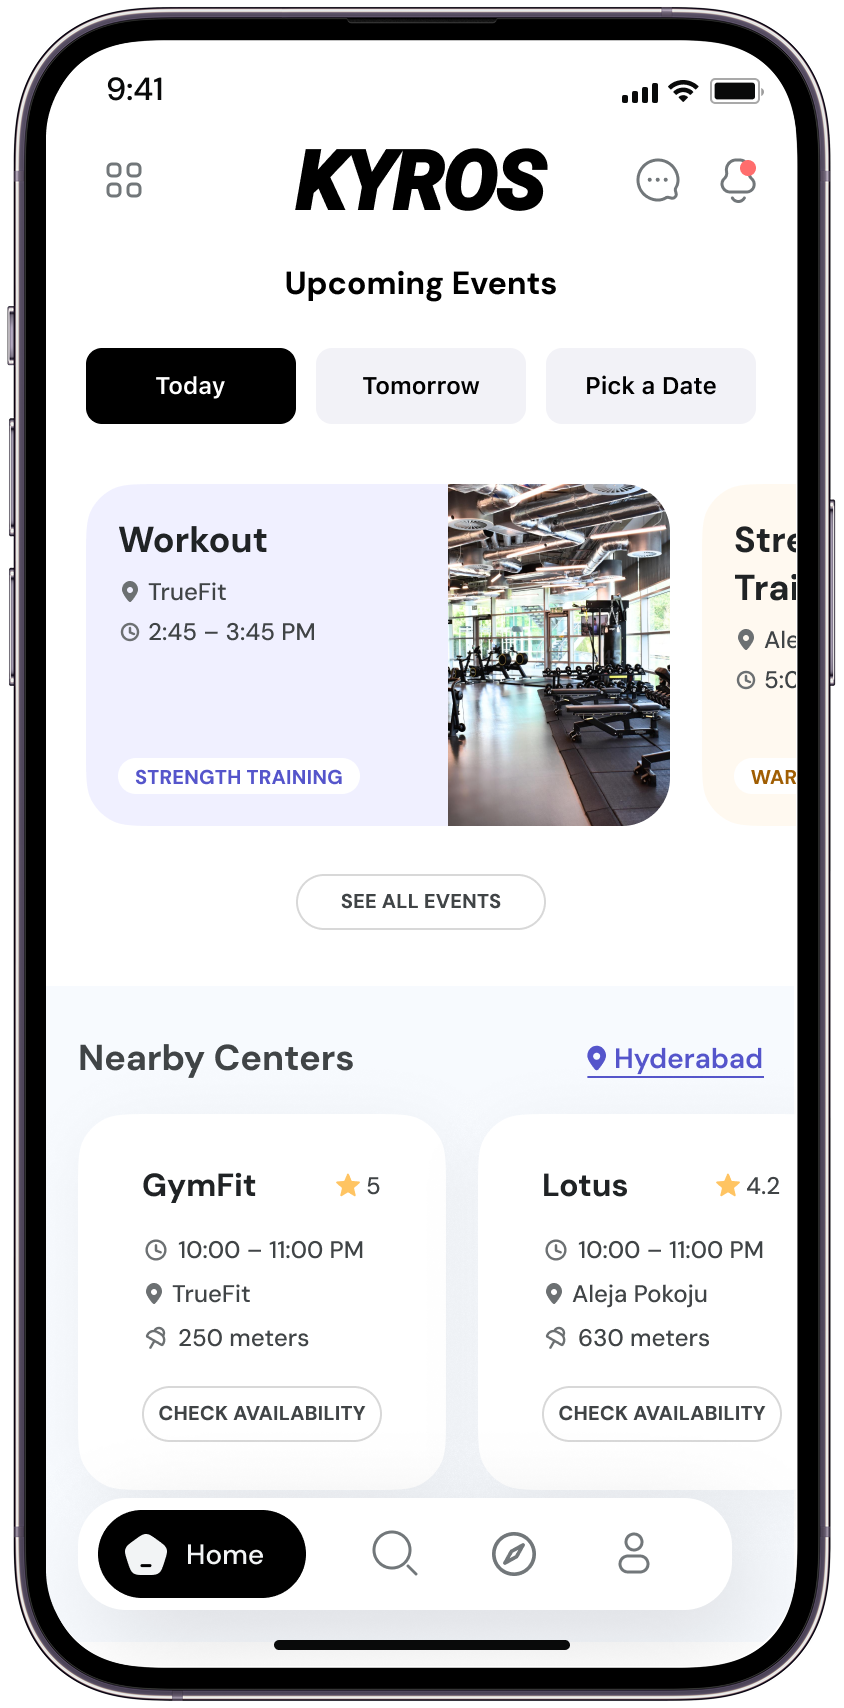 9:41
KYROS
Upcoming Events
Today
Tomorrow
Pick a Date
Workout
TrueFit
2:45 – 3:45 PM
STRENGTH TRAINING
Stre
Trai
Ale
5:0
WAR
SEE ALL EVENTS
Nearby Centers
Hyderabad
GymFit
5
10:00 – 11:00 PM
TrueFit
250 meters
CHECK AVAILABILITY
Lotus
4.2
10:00 – 11:00 PM
Aleja Pokoju
630 meters
CHECK AVAILABILITY
Home